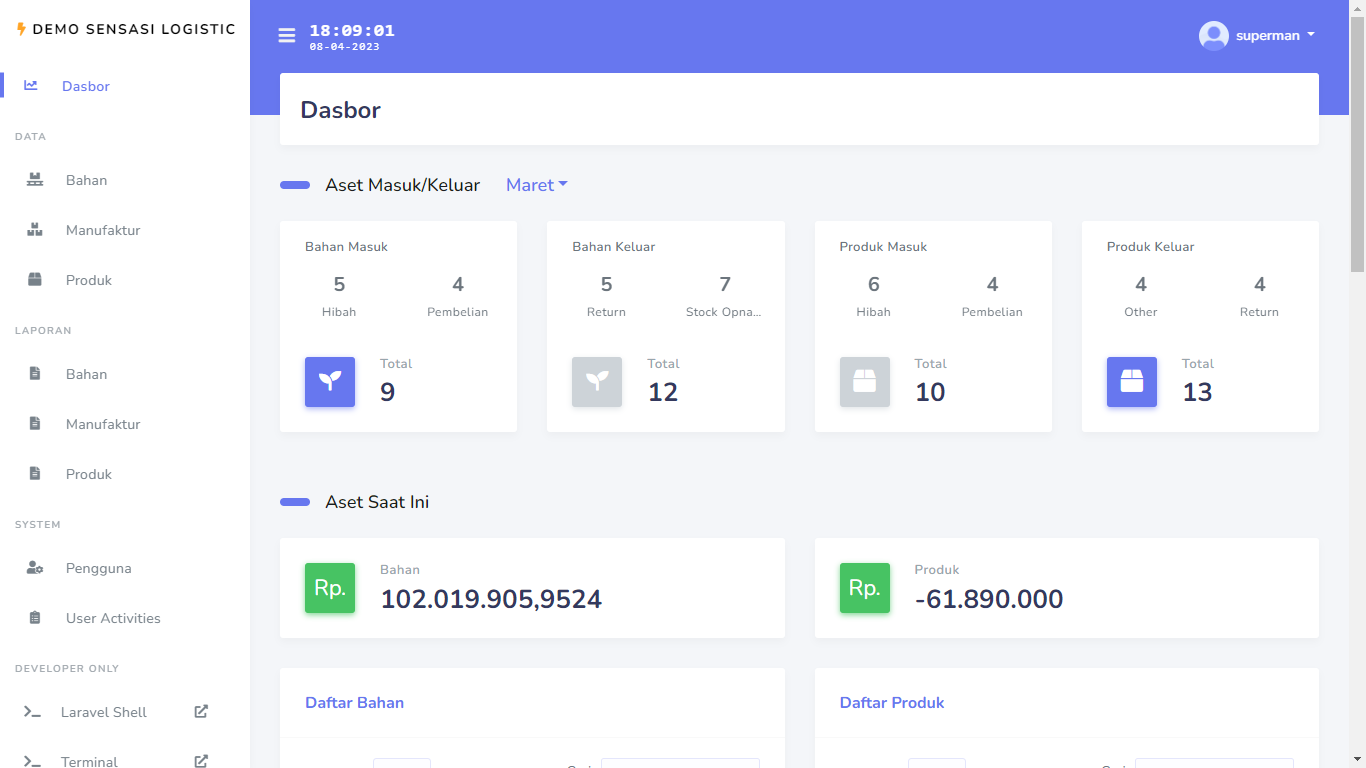 DEMO SENSASI LOGISTIC
Dasbor
DATA
Bahan
Manufaktur
Produk
LAPORAN
Bahan
Manufaktur
Produk
SYSTEM
Pengguna
User Activities
DEVELOPER ONLY
Laravel Shell
Terminal
18:09:01
08-04-2023
superman
Dasbor
Aset Masuk/Keluar Maret
Bahan Masuk
5 4
Hibah Pembelian
Total
9
Bahan Keluar
5 7
Return Stock Opna...
Total
12
Produk Masuk
6 4
Hibah Pembelian
Total
10
Produk Keluar
4 4
Other Return
Total
13
Aset Saat Ini
Rp.
Bahan
102.019.905,9524
Rp.
Produk
-61.890.000
Daftar Bahan
Daftar Produk